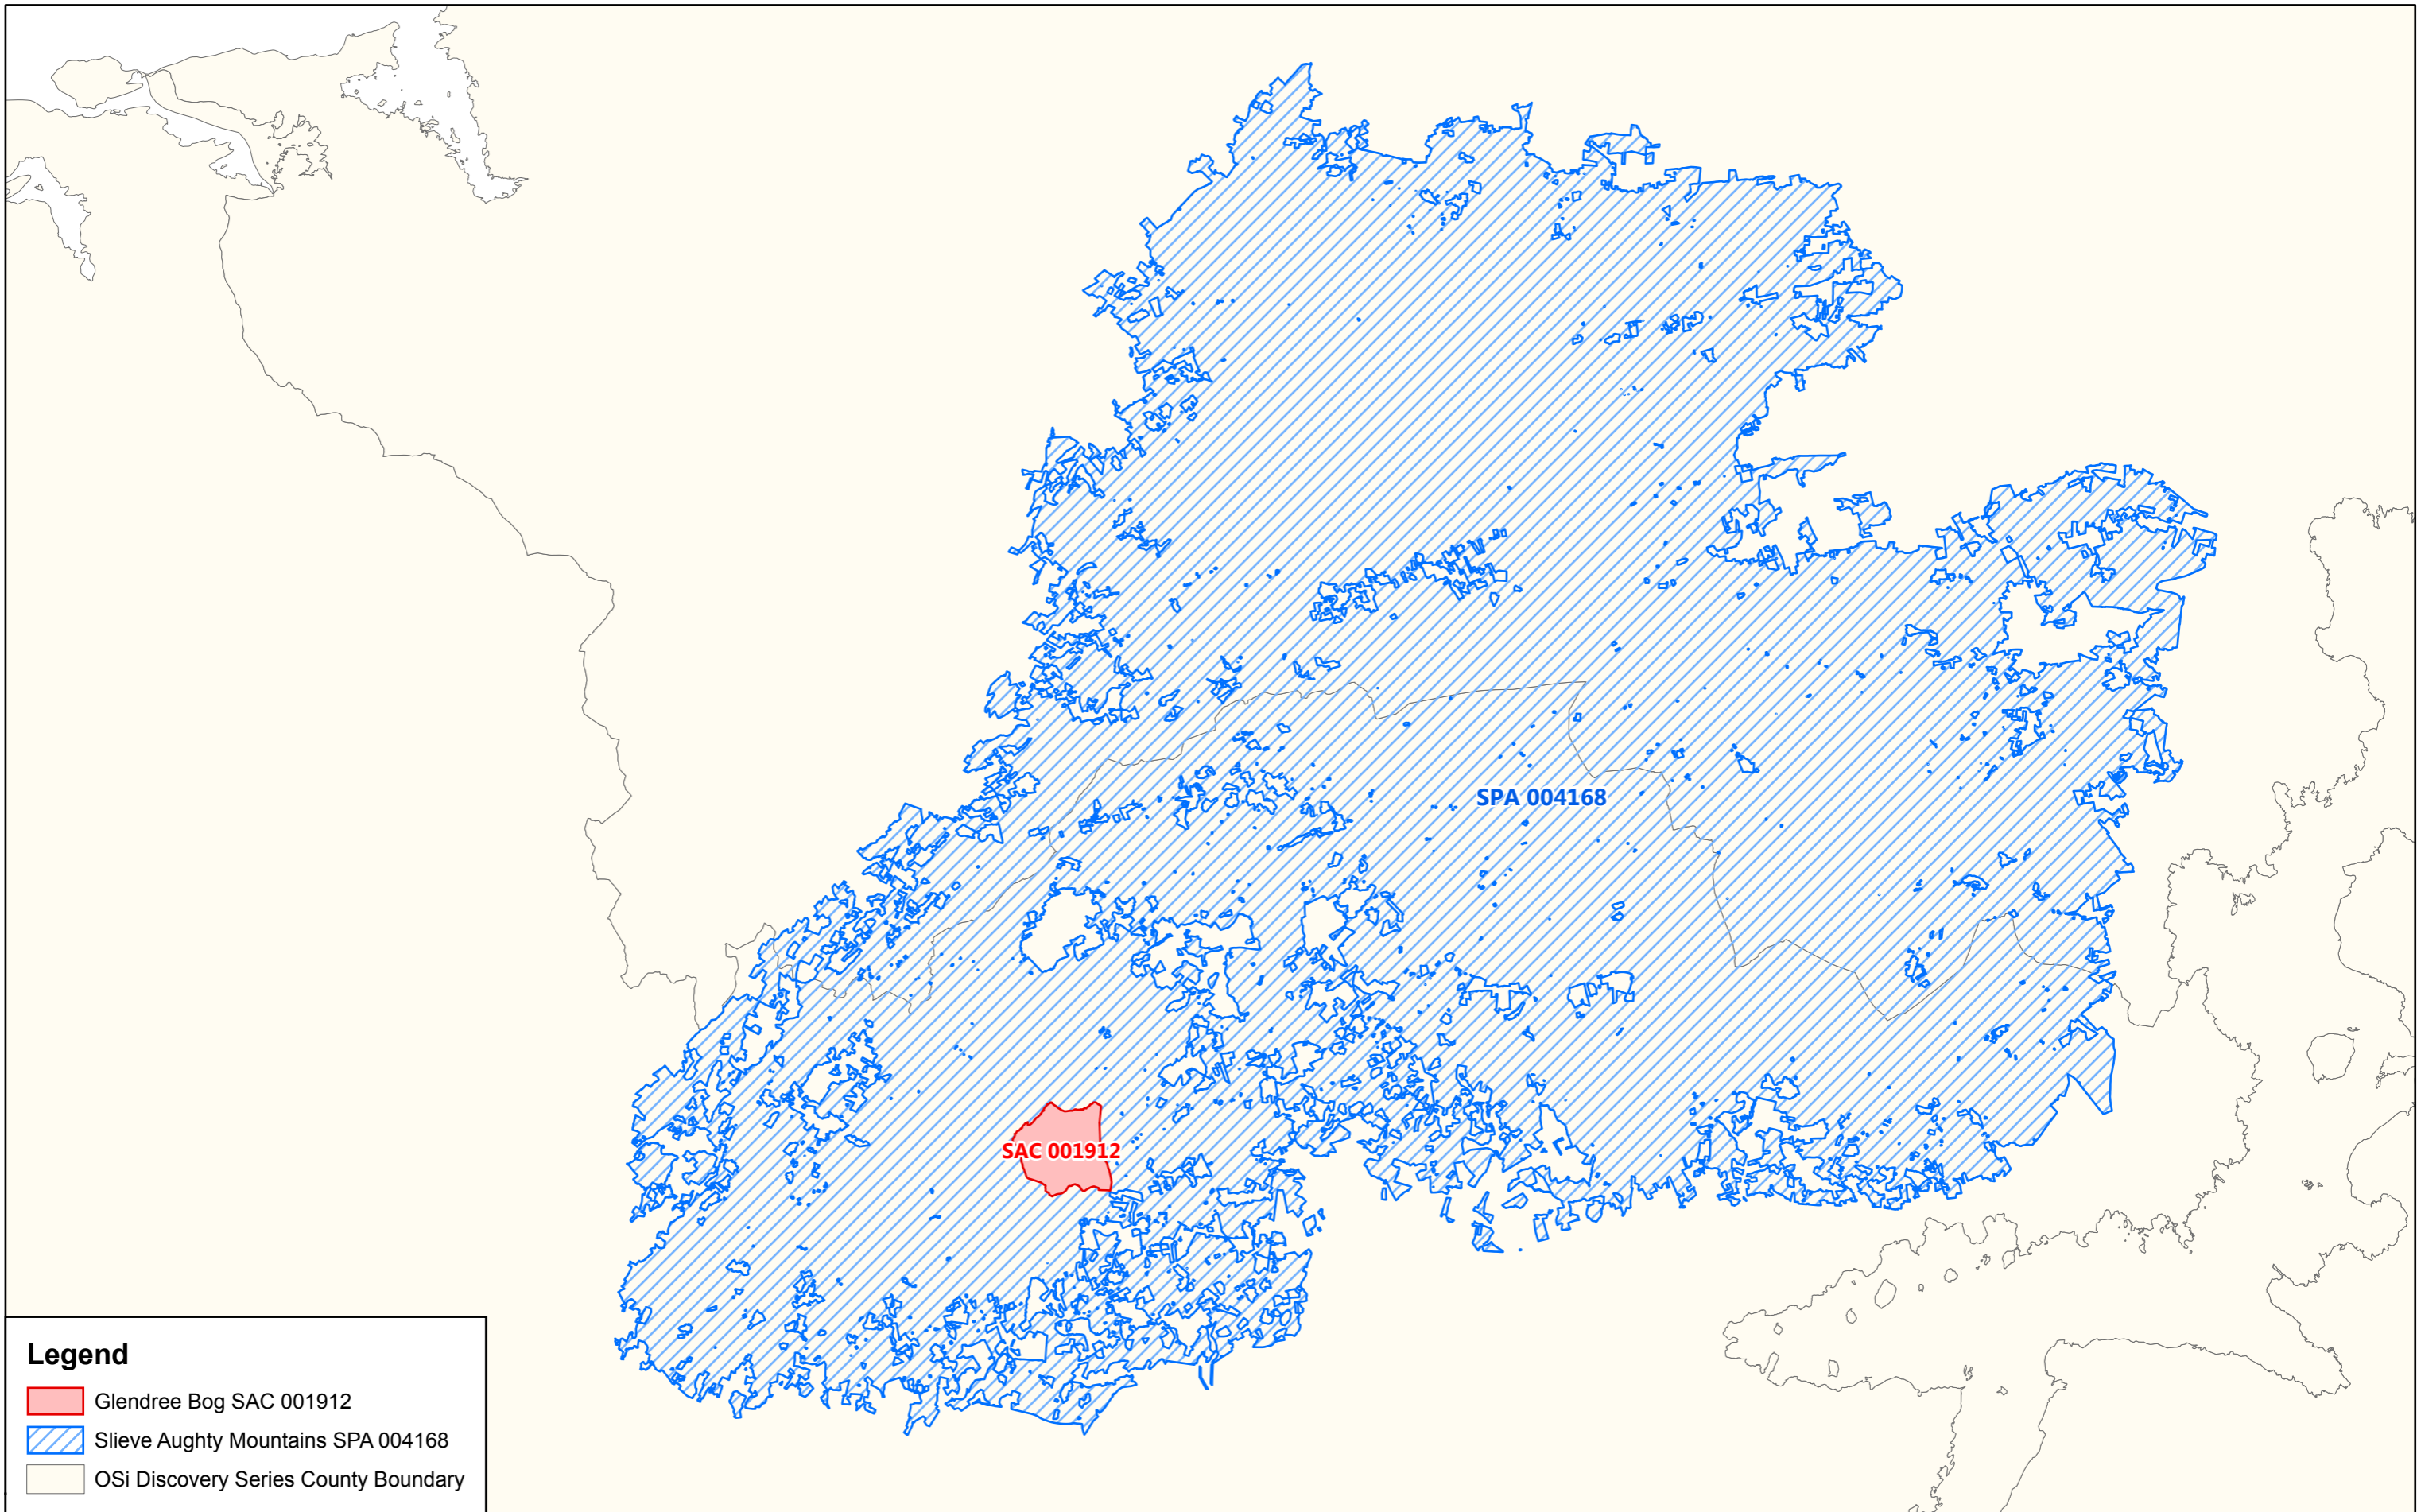 SPA 004168
SAC 001912
Legend
Glendree Bog SAC 001912
Slieve Aughty Mountains SPA 004168
OSi Discovery Series County Boundary